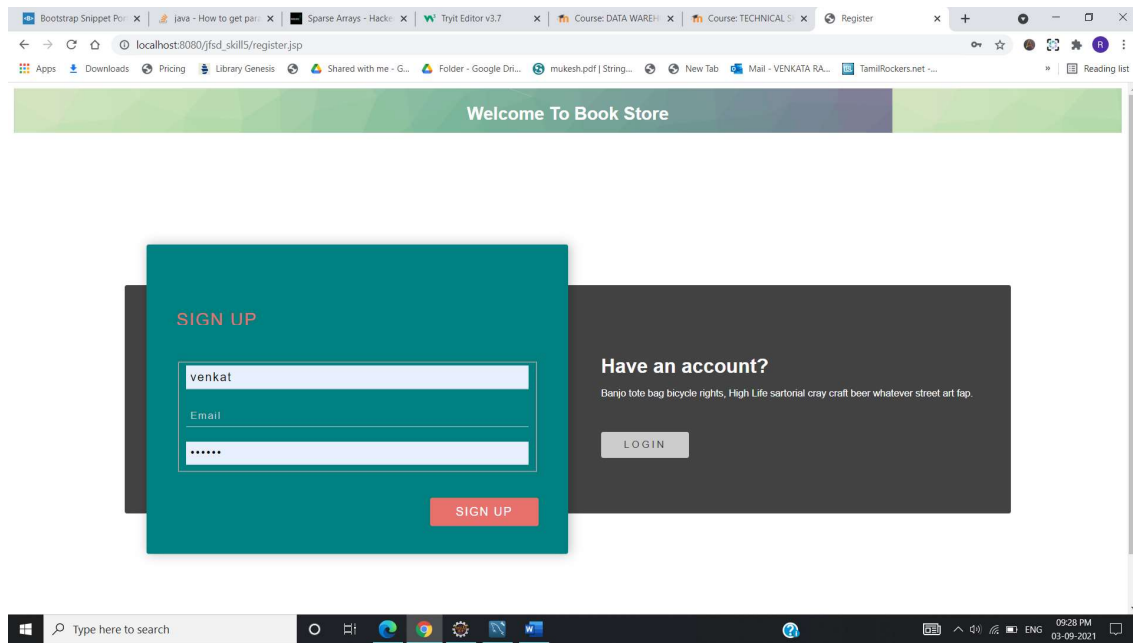 Bootstrap Snippet Por
java - How to get para
Sparse Arrays - Hacke
Tryit Editor v3.7
Course: DATA WAREH
Course: TECHNICAL S
Register
localhost:8080/jfsd_skill5/register.jsp
R
Apps
Downloads
Pricing
Library Genesis
Shared with me - G...
Folder - Google Dri...
mukesh.pdf | String...
New Tab
Mail - VENKATA RA...
TamilRockers.net -...
»
Reading list
Welcome To Book Store
SIGN UP
venkat
Email
••••••
SIGN UP
Have an account?
Banjo tote bag bicycle rights, High Life sartorial cray craft beer whatever street art fap.
LOGIN
Type here to search
ENG
09:28 PM
03-09-2021